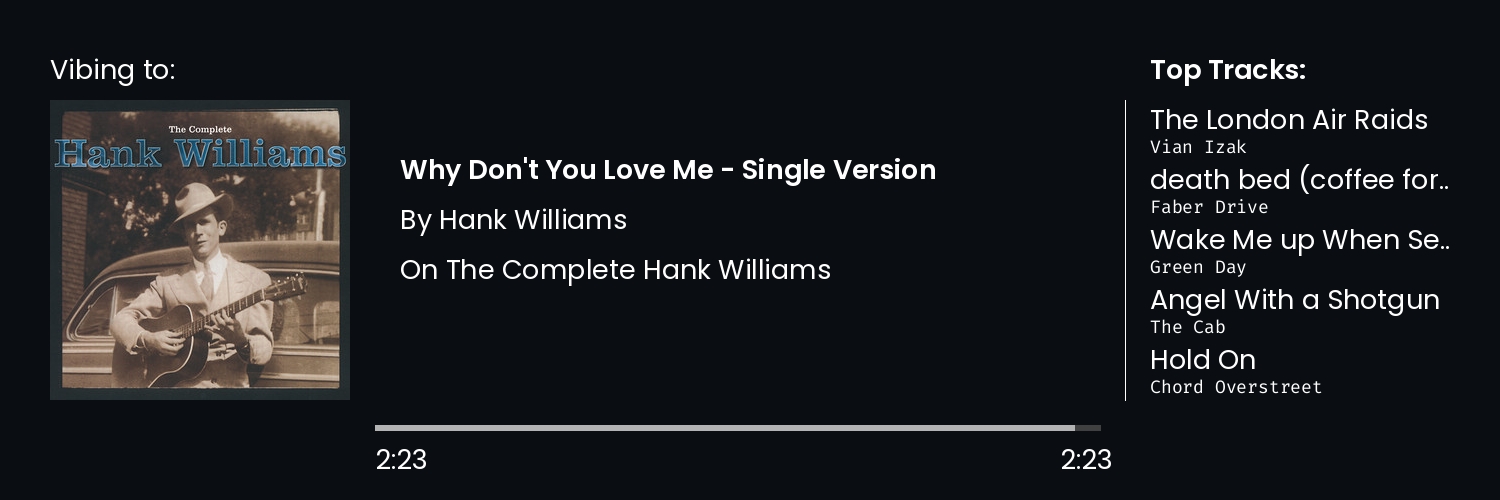 Vibing to:
The Complete
Hank Williams
Why Don't You Love Me - Single Version
By Hank Williams
On The Complete Hank Williams
2:23
2:23
Top Tracks:
The London Air Raids
Vian Izak
death bed (coffee for..
Faber Drive
Wake Me up When Se..
Green Day
Angel With a Shotgun
The Cab
Hold On
Chord Overstreet